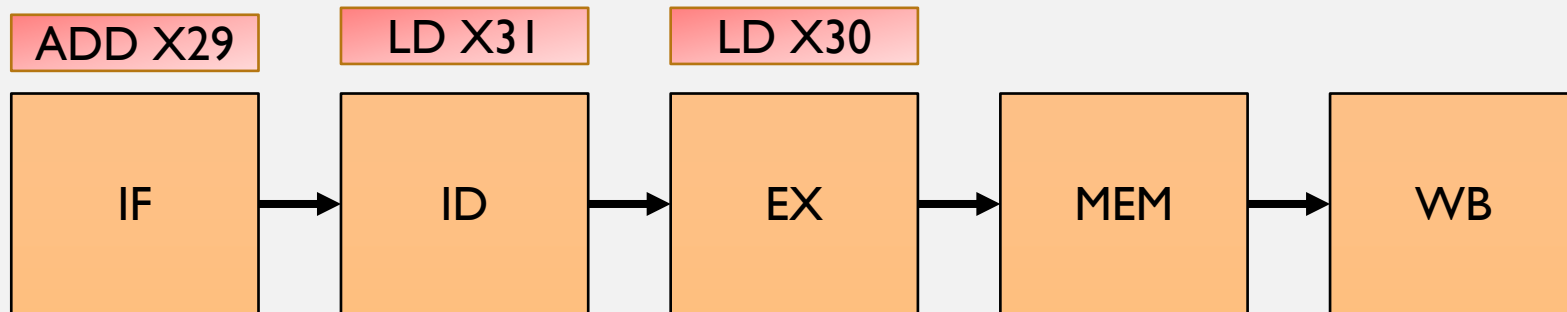 ADD X29
LD X31
LD X30
IF
ID
EX
MEM
WB